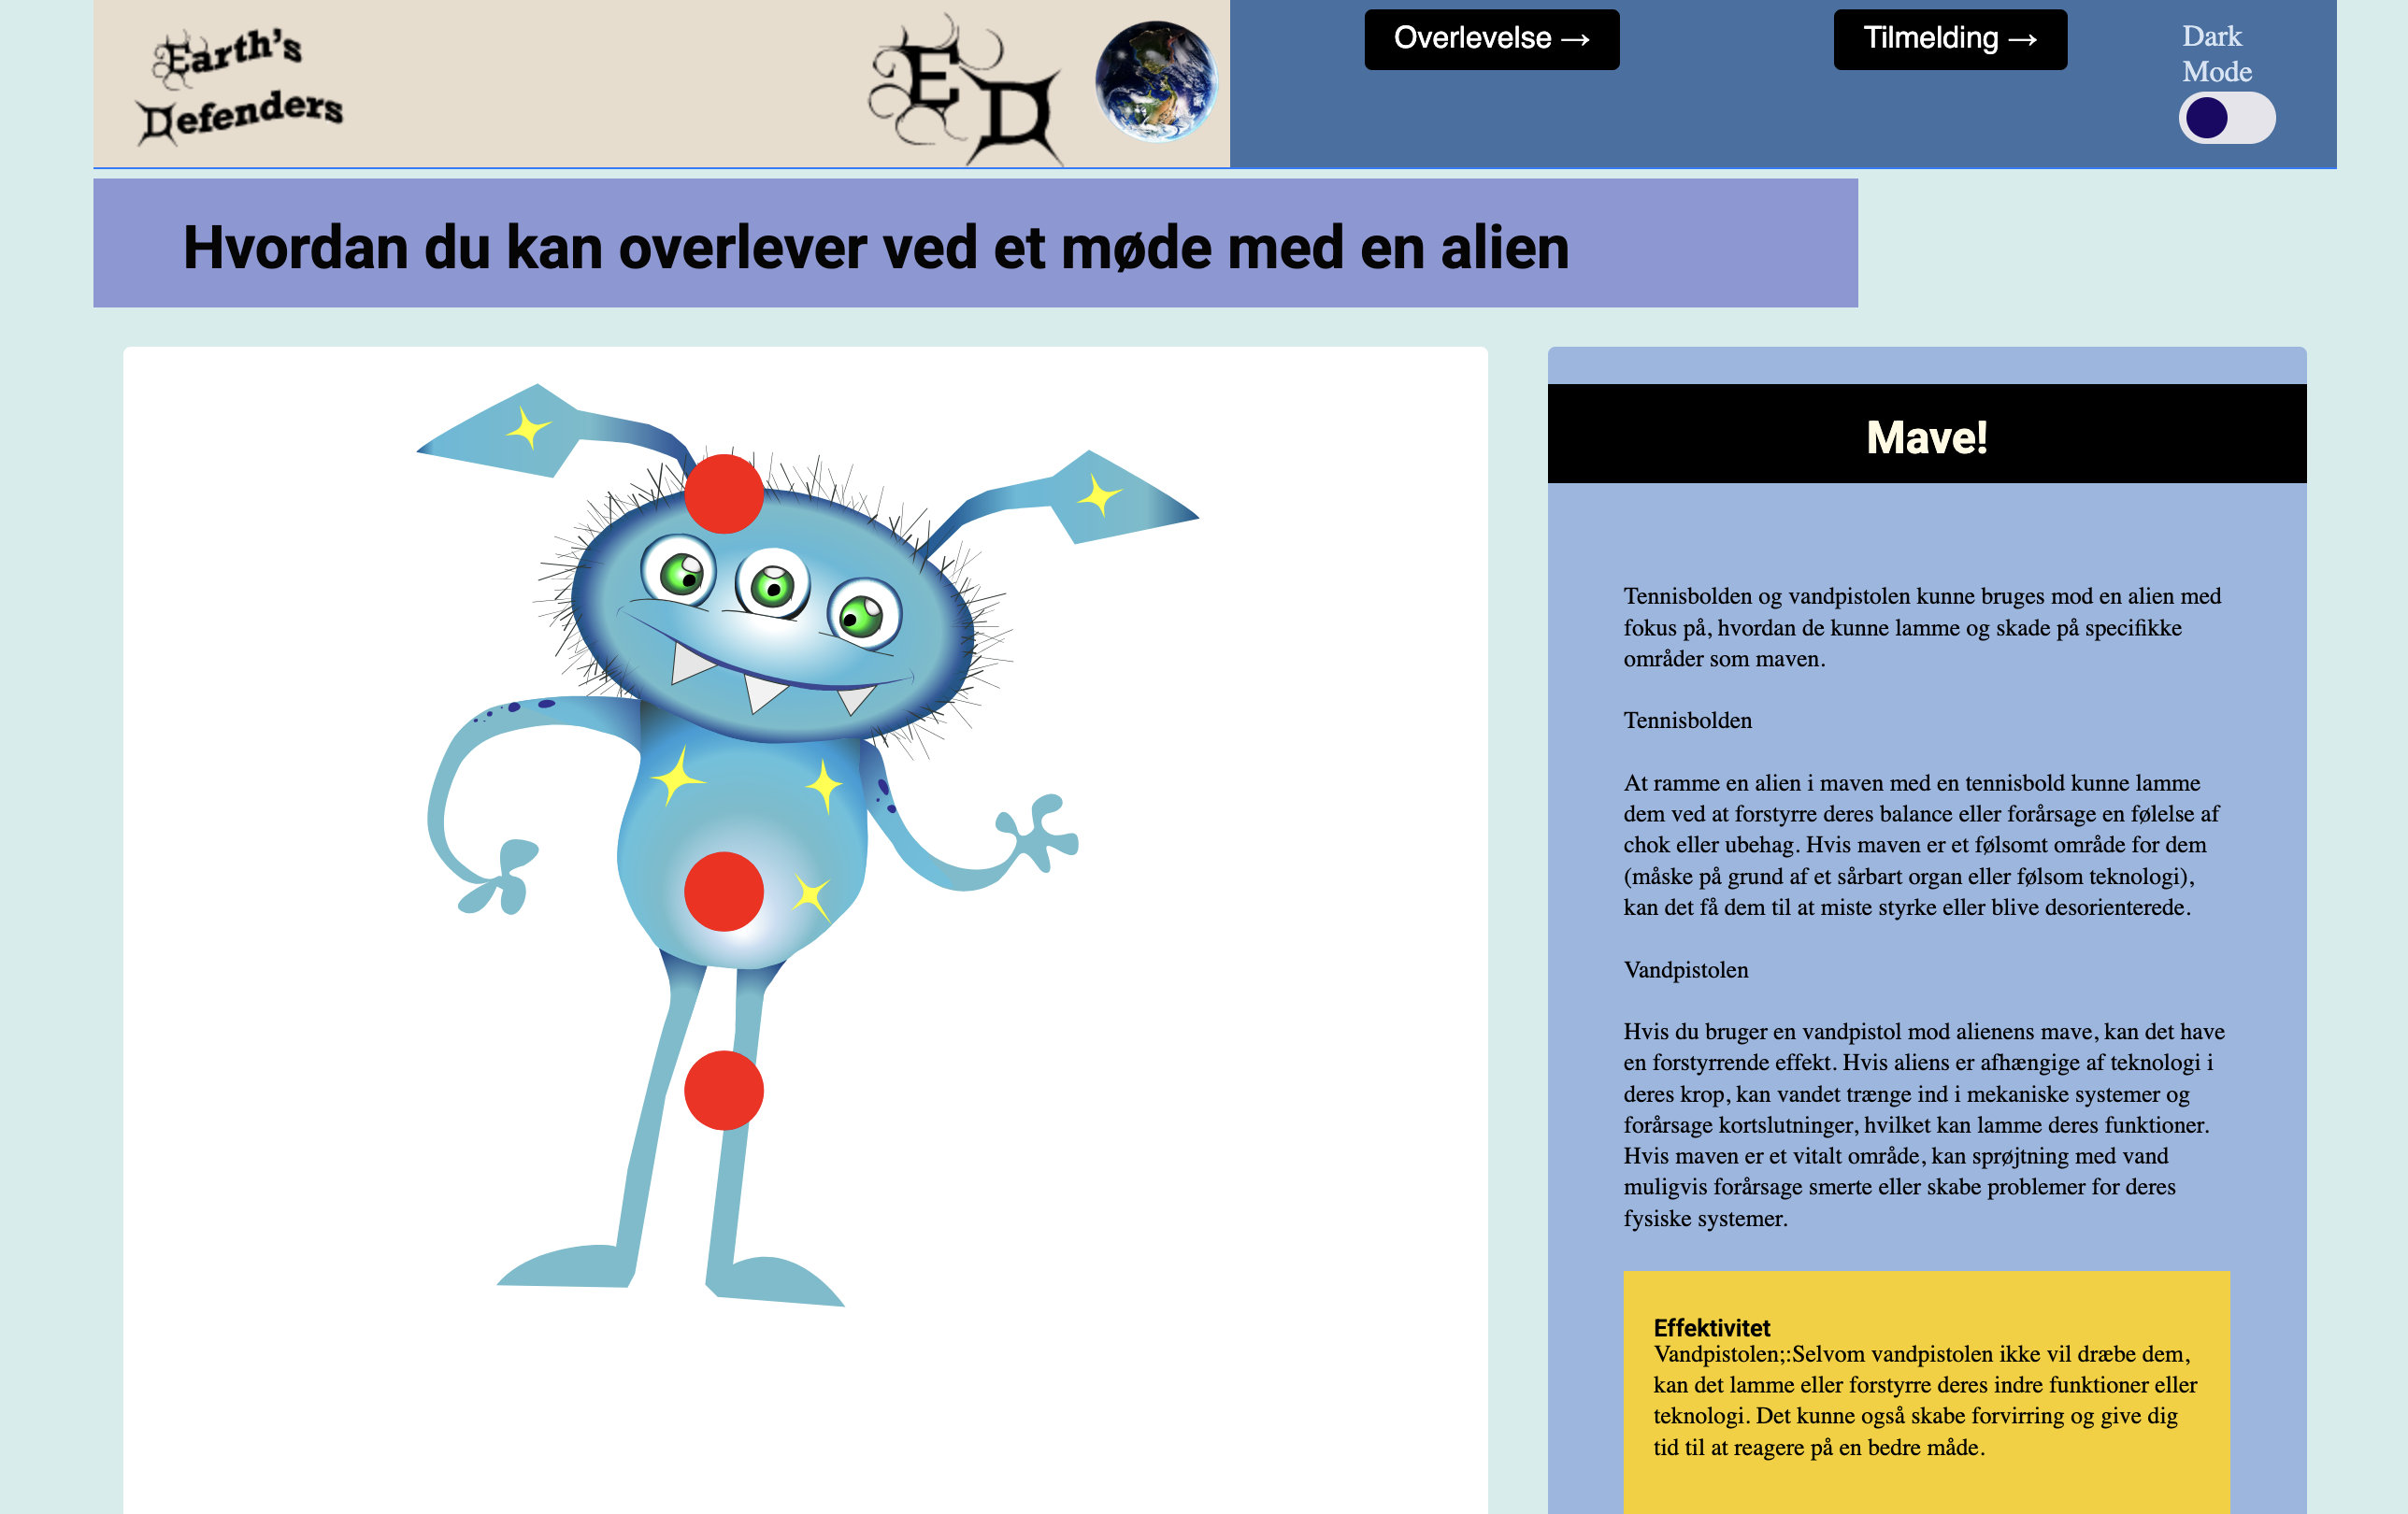 Earth's
Defenders
ED
Overlevelse →
Tilmelding →
Dark
Mode
Hvordan du kan overlever ved et møde med en alien
Mave!
Tennisbolden og vandpistolen kunne bruges mod en alien med
fokus på, hvordan de kunne lamme og skade på specifikke
områder som maven.
Tennisbolden
At ramme en alien i maven med en tennisbold kunne lamme
dem ved at forstyrre deres balance eller forårsage en følelse af
chok eller ubehag. Hvis maven er et følsomt område for dem
(måske på grund af et sårbart organ eller følsom teknologi),
kan det få dem til at miste styrke eller blive desorienterede.
Vandpistolen
Hvis du bruger en vandpistol mod alienens mave, kan det have
en forstyrrende effekt. Hvis aliens er afhængige af teknologi i
deres krop, kan vandet trænge ind i mekaniske systemer og
forårsage kortslutninger, hvilket kan lamme deres funktioner.
Hvis maven er et vitalt område, kan sprøjtning med vand
muligvis forårsage smerte eller skabe problemer for deres
fysiske systemer.
Effektivitet
Vandpistolen;:Selvom vandpistolen ikke vil dræbe dem,
kan det lamme eller forstyrre deres indre funktioner eller
teknologi. Det kunne også skabe forvirring og give dig
tid til at reagere på en bedre måde.